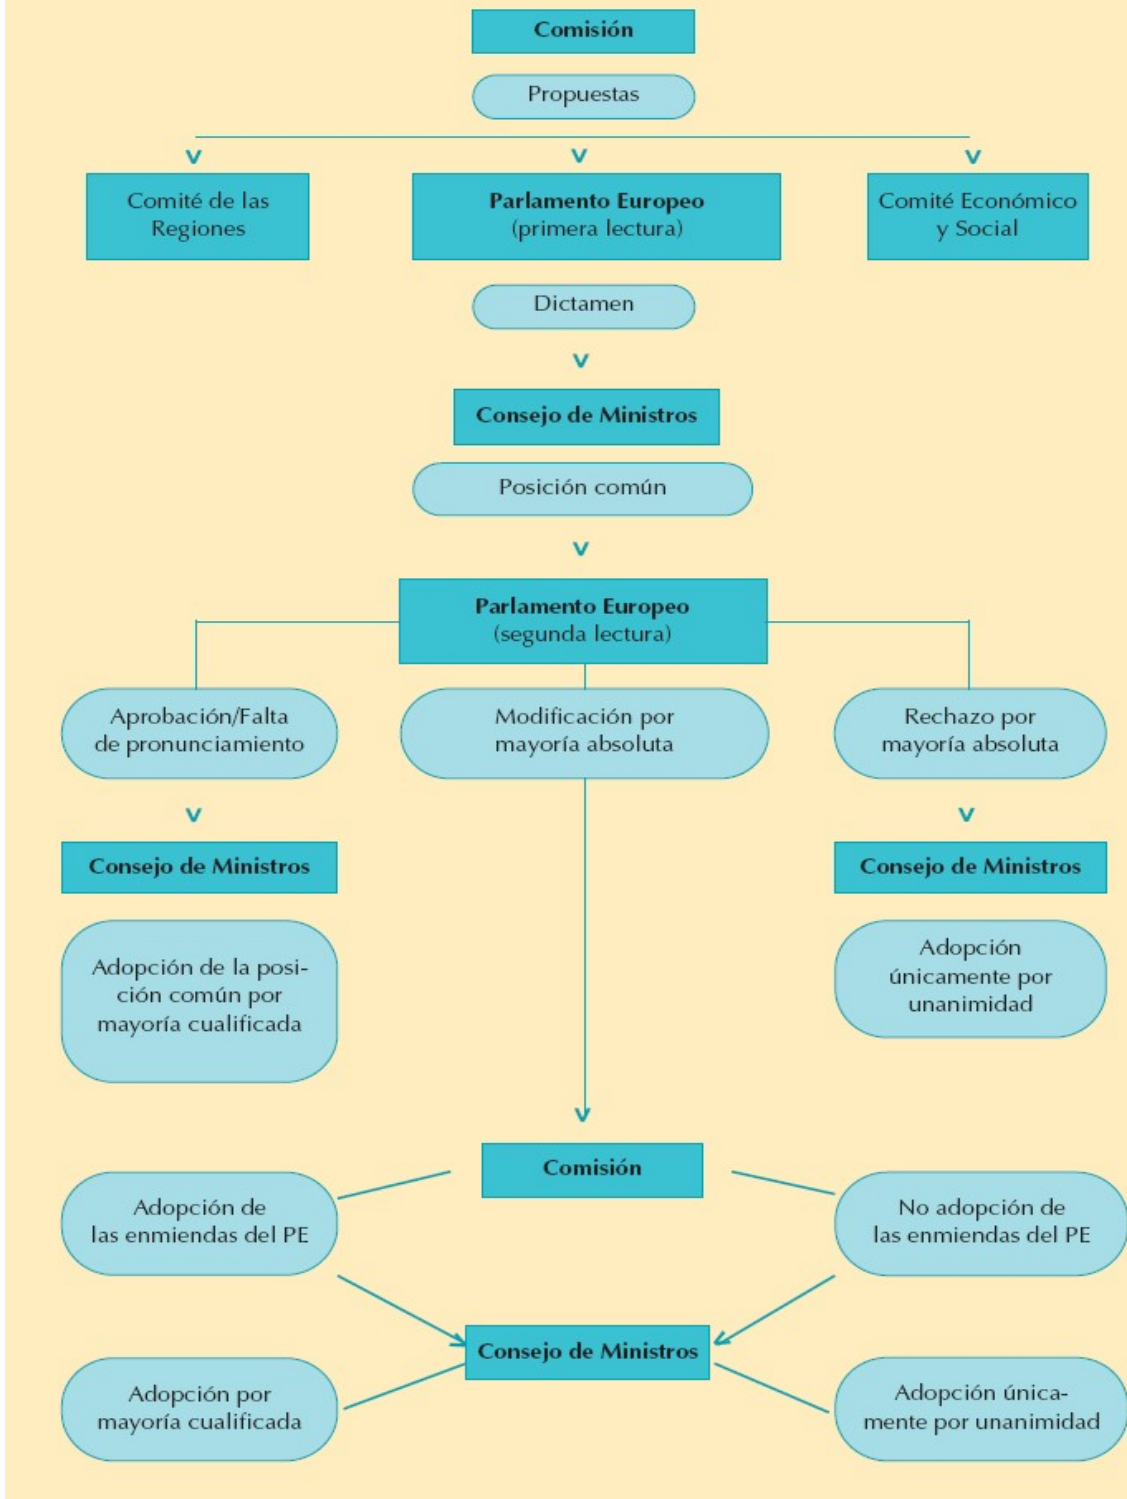 Comisión
Propuestas
Comité de las
Regiones
Parlamento Europeo
(primera lectura)
Comité Económico
y Social
Dictamen
Consejo de Ministros
Posición común
Parlamento Europeo
(segunda lectura)
Aprobación/Falta
de pronunciamiento
Modificación por
mayoría absoluta
Rechazo por
mayoría absoluta
Consejo de Ministros
Consejo de Ministros
Adopción de la posi-
ción común por
mayoría cualificada
Adopción
únicamente por
unanimidad
Comisión
Adopción de
las enmiendas del PE
No adopción de
las enmiendas del PE
Consejo de Ministros
Adopción por
mayoría cualificada
Adopción única-
mente por unanimidad